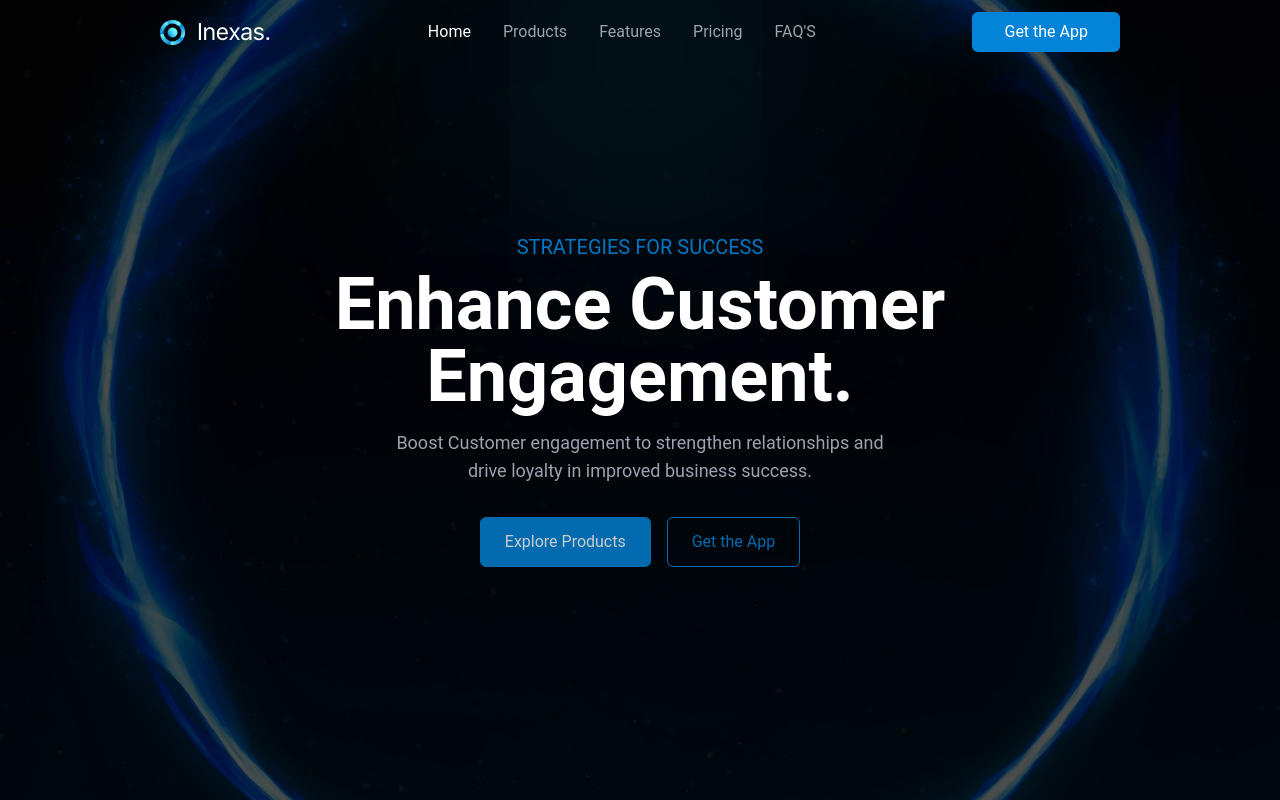 Inexas.
Home
Products
Features
Pricing
FAQ'S
Get the App
STRATEGIES FOR SUCCESS
Enhance Customer
Engagement.
Boost Customer engagement to strengthen relationships and
drive loyalty in improved business success.
Explore Products
Get the App